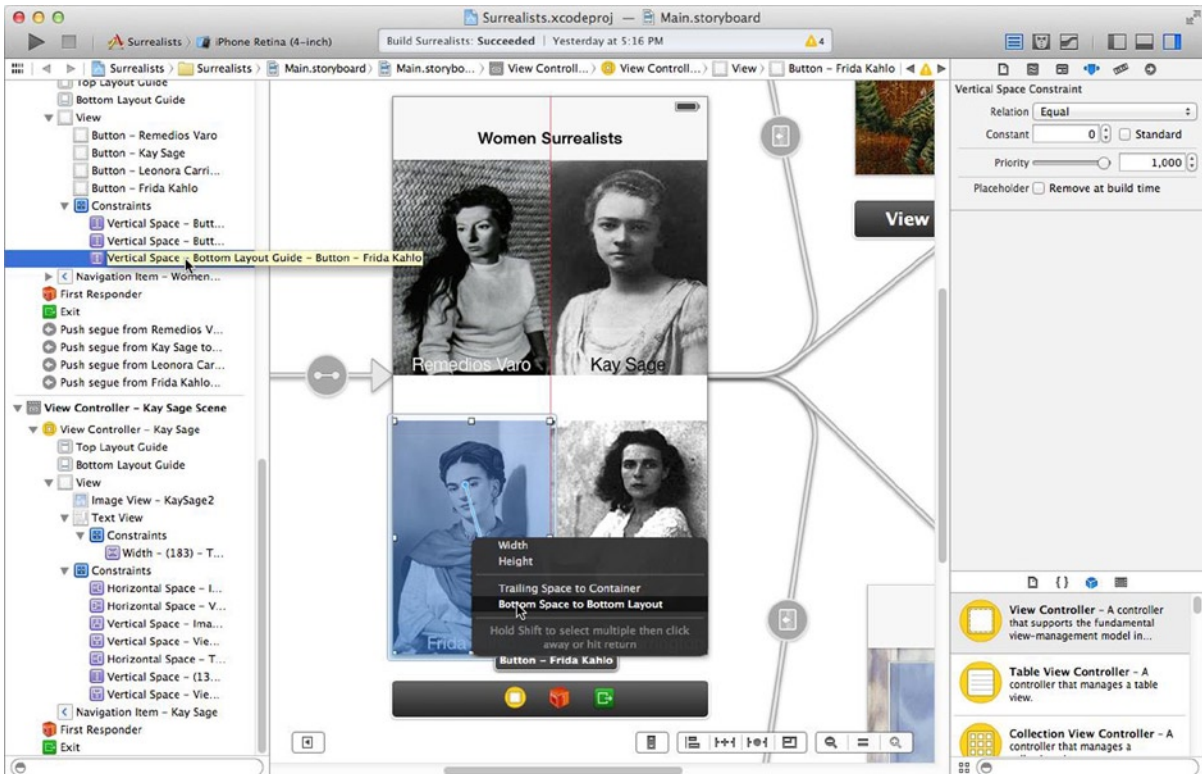 Surrealists.xcodeproj — Main.storyboard
Surrealists iPhone Retina (4-inch)
Build Surrealists: Succeeded | Yesterday at 5:16 PM
4
Surrealists Surrealists Main.storyboard Main.storybo... View Controll... View Controll... View Button – Frida Kahlo
Top Layout Guide
Bottom Layout Guide
View
Button – Remedios Varo
Button – Kay Sage
Button – Leonora Carri...
Button – Frida Kahlo
Constraints
Vertical Space – Butt...
Vertical Space – Butt...
Vertical Space – Bottom Layout Guide – Button – Frida Kahlo
Navigation Item – Women...
First Responder
Exit
Push segue from Remedios V...
Push segue from Kay Sage to...
Push segue from Leonora Car...
Push segue from Frida Kahlo...
View Controller – Kay Sage Scene
View Controller – Kay Sage
Top Layout Guide
Bottom Layout Guide
View
Image View – KaySage2
Text View
Constraints
Width – (183) – T...
Constraints
Horizontal Space – I...
Horizontal Space – V...
Vertical Space – Ima...
Vertical Space – Vie...
Horizontal Space – T...
Vertical Space – (13...
Vertical Space – Vie...
Navigation Item – Kay Sage
First Responder
Exit
Women Surrealists
Remedios Varo
Kay Sage
Frida
Width
Height
Trailing Space to Container
Bottom Space to Bottom Layout
Hold Shift to select multiple then click
away or hit return
Button – Frida Kahlo
View
Vertical Space Constraint
Relation Equal
Constant 0 Standard
Priority 1,000
Placeholder Remove at build time
{ }
View Controller – A controller
that supports the fundamental
view-management model in...
Table View Controller – A
controller that manages a table
view.
Collection View Controller – A
controller that manages a